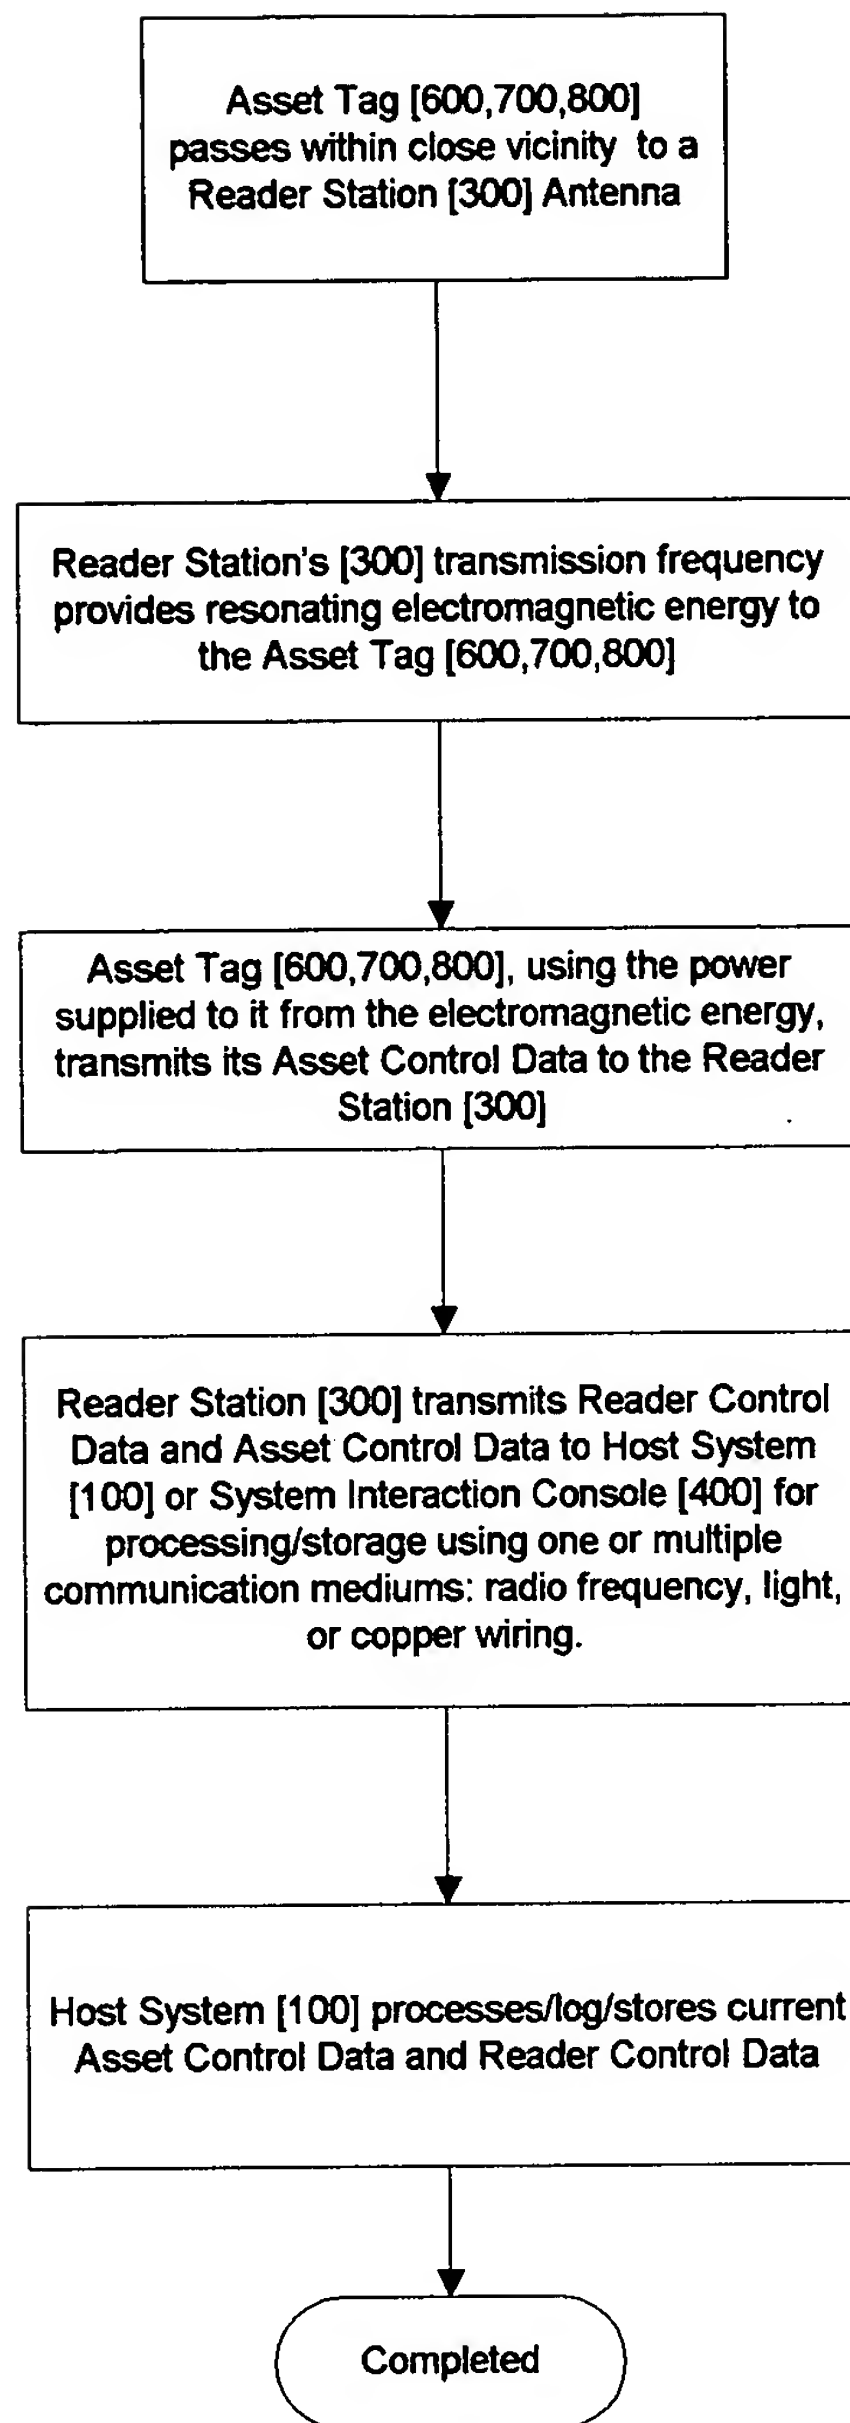 Asset Tag [600,700,800]
passes within close vicinity to a
Reader Station [300] Antenna
Reader Station's [300] transmission frequency
provides resonating electromagnetic energy to
the Asset Tag [600,700,800]
Asset Tag [600,700,800], using the power
supplied to it from the electromagnetic energy,
transmits its Asset Control Data to the Reader
Station [300]
Reader Station [300] transmits Reader Control
Data and Asset Control Data to Host System
[100] or System Interaction Console [400] for
processing/storage using one or multiple
communication mediums: radio frequency, light,
or copper wiring.
Host System [100] processes/log/stores current
Asset Control Data and Reader Control Data
Completed